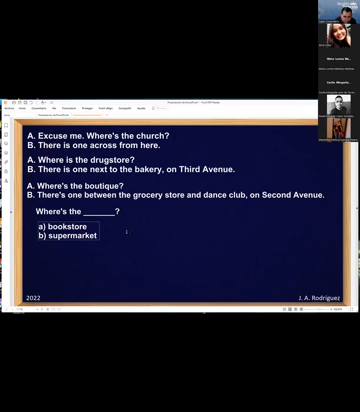 A. Excuse me. Where's the church?
B. There is one across from here.
A. Where is the drugstore?
B. There is one next to the bakery, on Third Avenue.
A. Where's the boutique?
B. There's one between the grocery store and dance club, on Second Avenue.
Where's the _______?
a) bookstore
b) supermarket
2022
J. A. Rodríguez